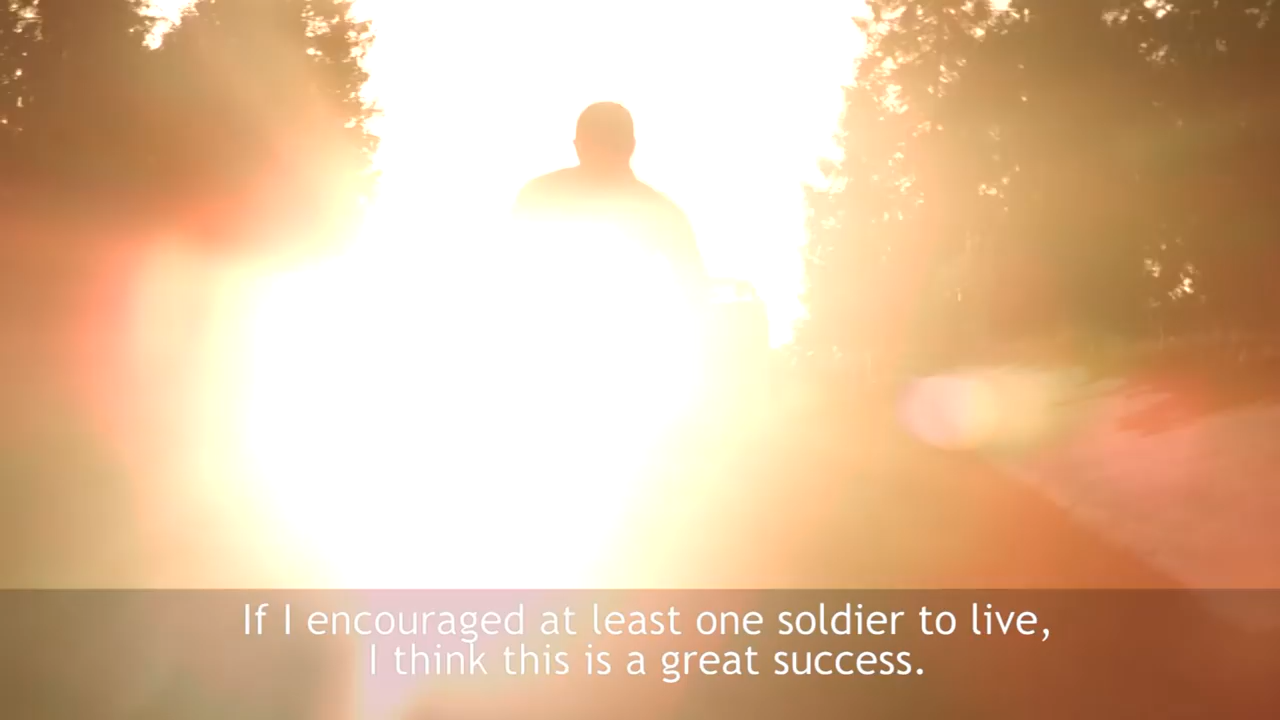 If I encouraged at least one soldier to live,
I think this is a great success.